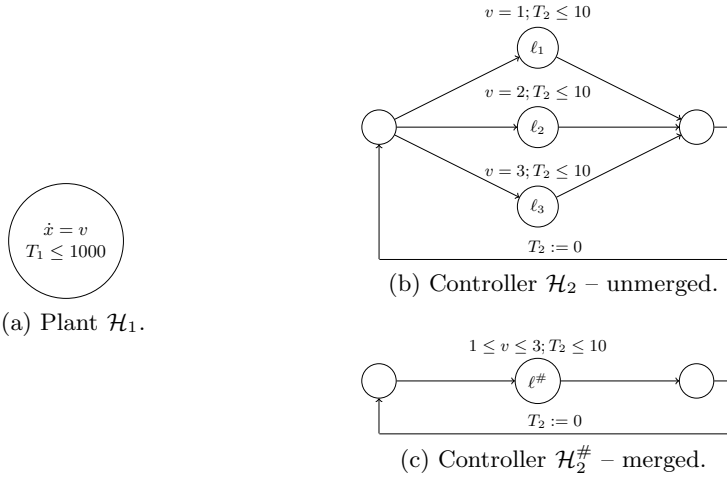 ẋ = v
T₁ ≤ 1000
(a) Plant ℋ₁.
v = 1; T₂ ≤ 10
ℓ₁
v = 2; T₂ ≤ 10
ℓ₂
v = 3; T₂ ≤ 10
ℓ₃
T₂ := 0
(b) Controller ℋ₂ – unmerged.
1 ≤ v ≤ 3; T₂ ≤ 10
ℓ^#
T₂ := 0
(c) Controller ℋ₂^# – merged.